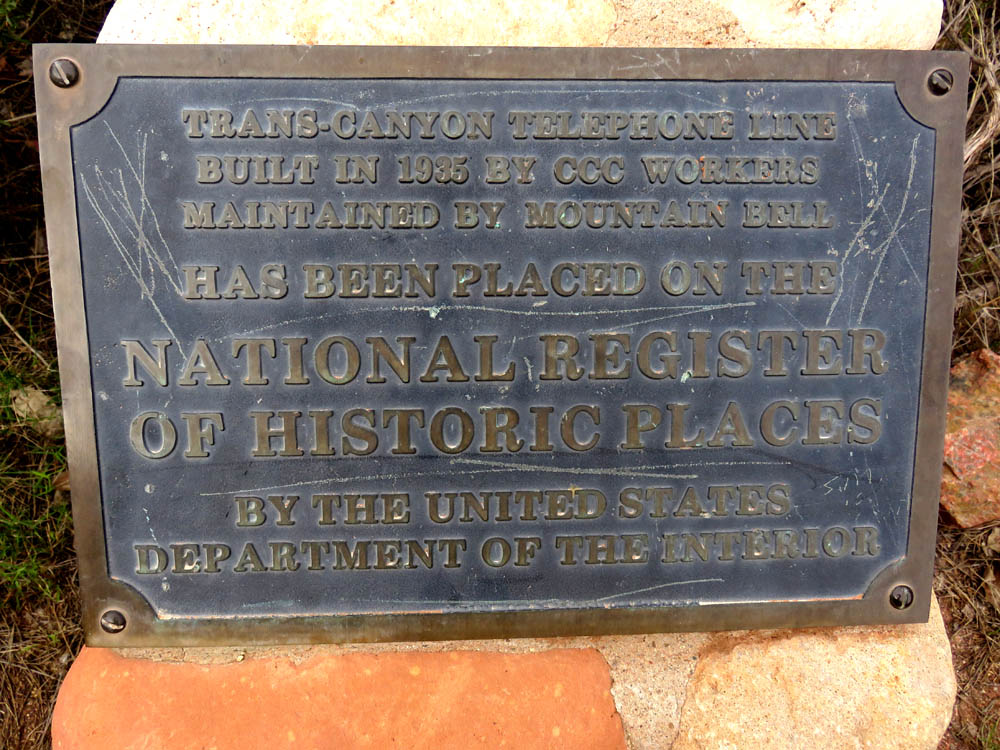 TRANS-CANYON TELEPHONE LINE
BUILT IN 1935 BY CCC WORKERS
MAINTAINED BY MOUNTAIN BELL
HAS BEEN PLACED ON THE
NATIONAL REGISTER
OF HISTORIC PLACES
BY THE UNITED STATES
DEPARTMENT OF THE INTERIOR